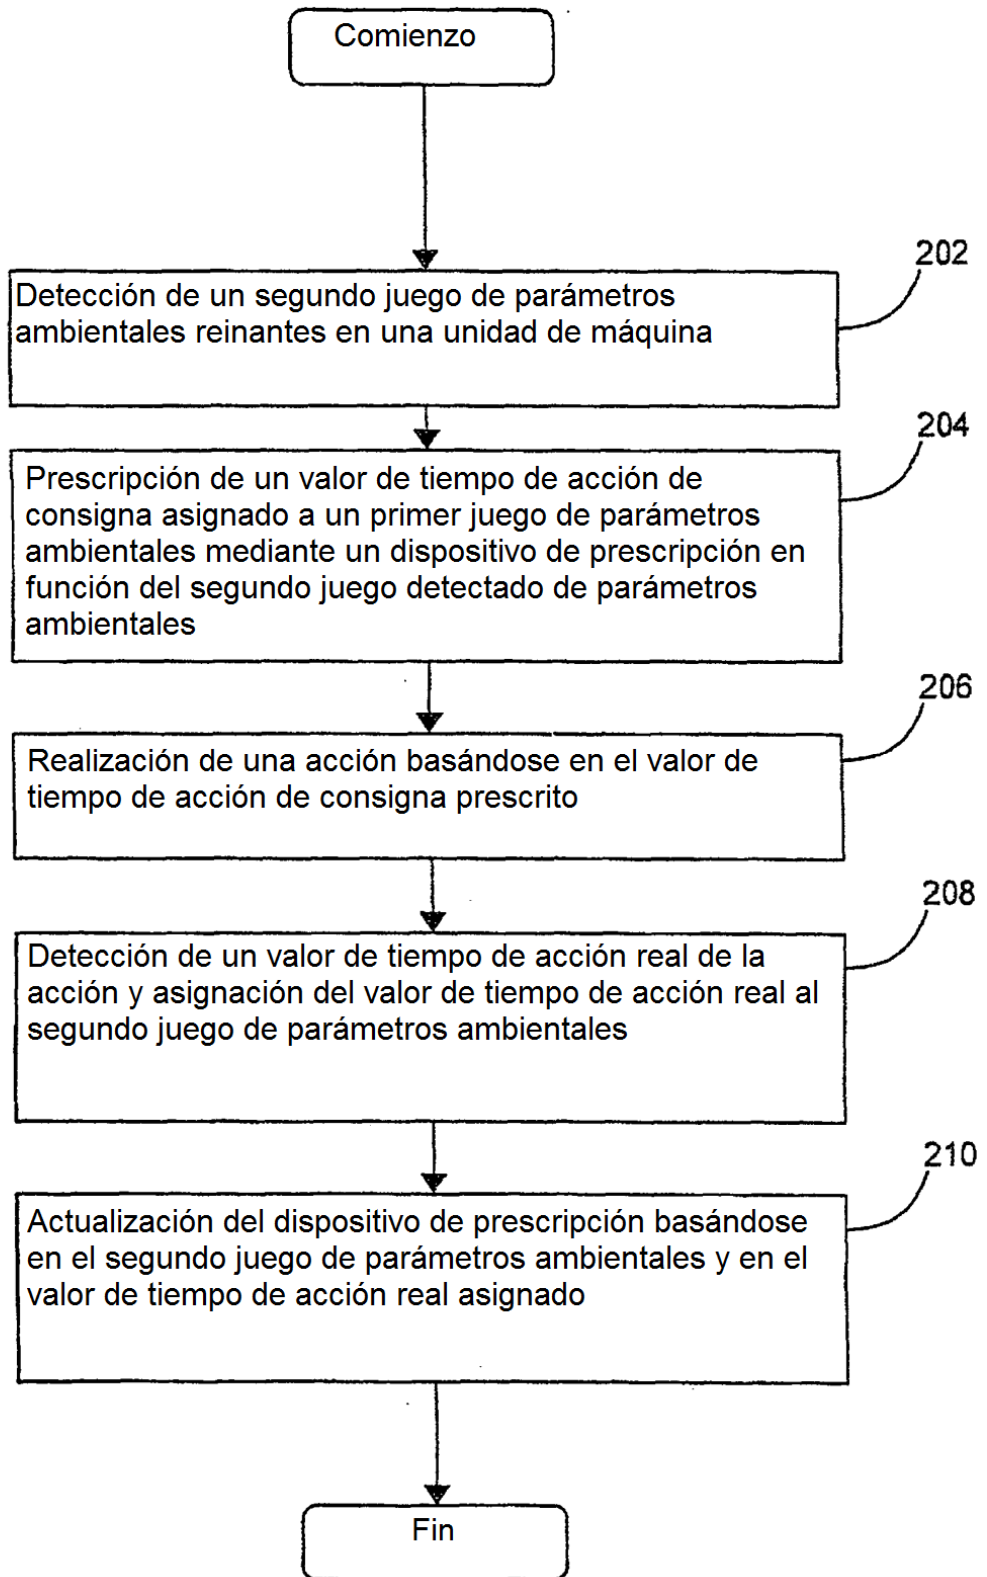 Comienzo
202
Detección de un segundo juego de parámetros
ambientales reinantes en una unidad de máquina
204
Prescripción de un valor de tiempo de acción de
consigna asignado a un primer juego de parámetros
ambientales mediante un dispositivo de prescripción en
función del segundo juego detectado de parámetros
ambientales
206
Realización de una acción basándose en el valor de
tiempo de acción de consigna prescrito
208
Detección de un valor de tiempo de acción real de la
acción y asignación del valor de tiempo de acción real al
segundo juego de parámetros ambientales
210
Actualización del dispositivo de prescripción basándose
en el segundo juego de parámetros ambientales y en el
valor de tiempo de acción real asignado
Fin